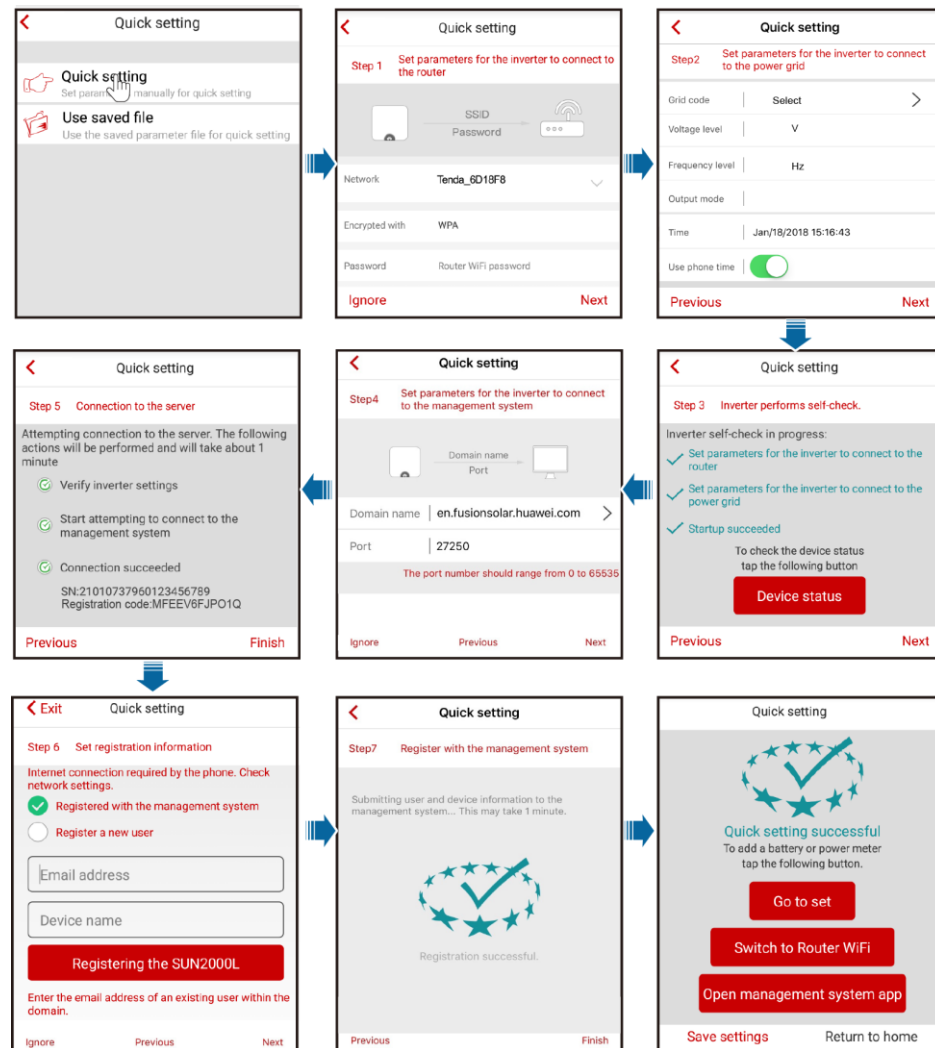 Quick setting
Quick setting
Set parameters manually for quick setting
Use saved file
Use the saved parameter file for quick setting
Quick setting
Step 1 Set parameters for the inverter to connect to
the router
SSID
Password
Network Tenda_6D18F8
Encrypted with WPA
Password Router WiFi password
Ignore Next
Quick setting
Step2 Set parameters for the inverter to connect
to the power grid
Grid code Select
Voltage level V
Frequency level Hz
Output mode
Time Jan/18/2018 15:16:43
Use phone time
Previous Next
Quick setting
Step 3 Inverter performs self-check.
Inverter self-check in progress:
Set parameters for the inverter to connect to the
router
Set parameters for the inverter to connect to the
power grid
Startup succeeded
To check the device status
tap the following button
Device status
Previous Next
Quick setting
Step4 Set parameters for the inverter to connect
to the management system
Domain name
Port
Domain name en.fusionsolar.huawei.com
Port 27250
The port number should range from 0 to 65535
Ignore Previous Next
Quick setting
Step 5 Connection to the server
Attempting connection to the server. The following
actions will be performed and will take about 1
minute
Verify inverter settings
Start attempting to connect to the
management system
Connection succeeded
SN:21010737960123456789
Registration code:MFEEV6FJPO1Q
Previous Finish
Exit Quick setting
Step 6 Set registration information
Internet connection required by the phone. Check
network settings.
Registered with the management system
Register a new user
Email address
Device name
Registering the SUN2000L
Enter the email address of an existing user within the
domain.
Ignore Previous Next
Quick setting
Step7 Register with the management system
Submitting user and device information to the
management system... This may take 1 minute.
Registration successful.
Previous Finish
Quick setting
Quick setting successful
To add a battery or power meter
tap the following button.
Go to set
Switch to Router WiFi
Open management system app
Save settings Return to home